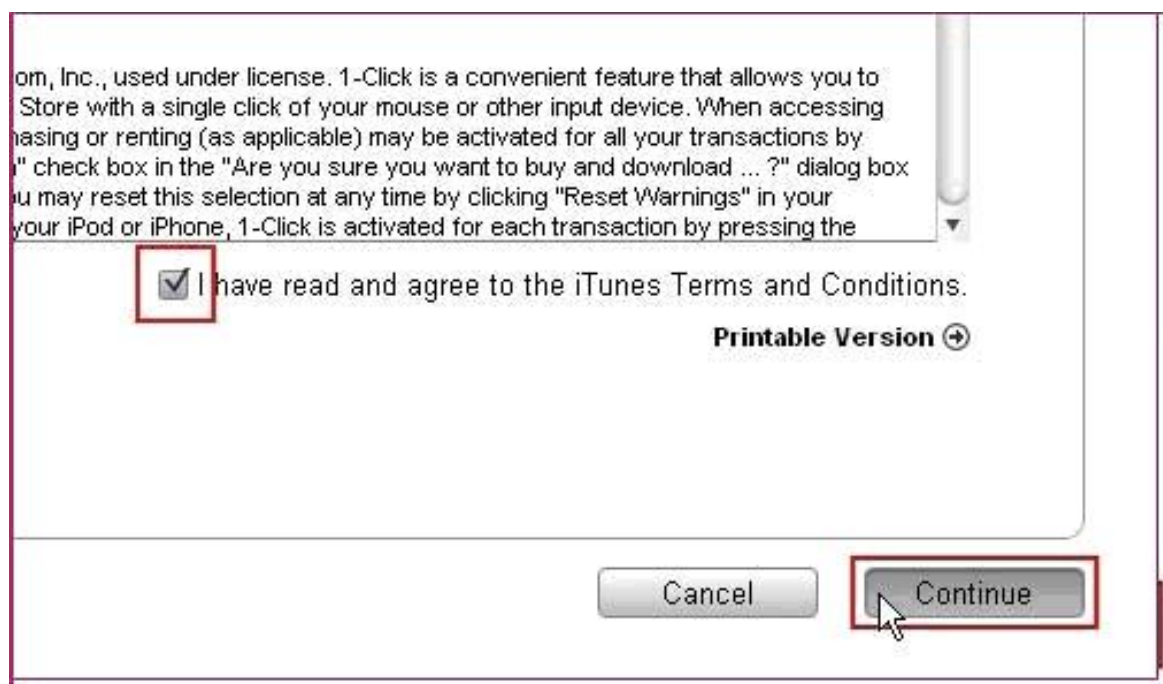 om, Inc., used under license. 1-Click is a convenient feature that allows you to
Store with a single click of your mouse or other input device. When accessing
hasing or renting (as applicable) may be activated for all your transactions by
" check box in the "Are you sure you want to buy and download ... ?" dialog box
u may reset this selection at any time by clicking "Reset Warnings" in your
your iPod or iPhone, 1-Click is activated for each transaction by pressing the
I have read and agree to the iTunes Terms and Conditions.
Printable Version
Cancel
Continue